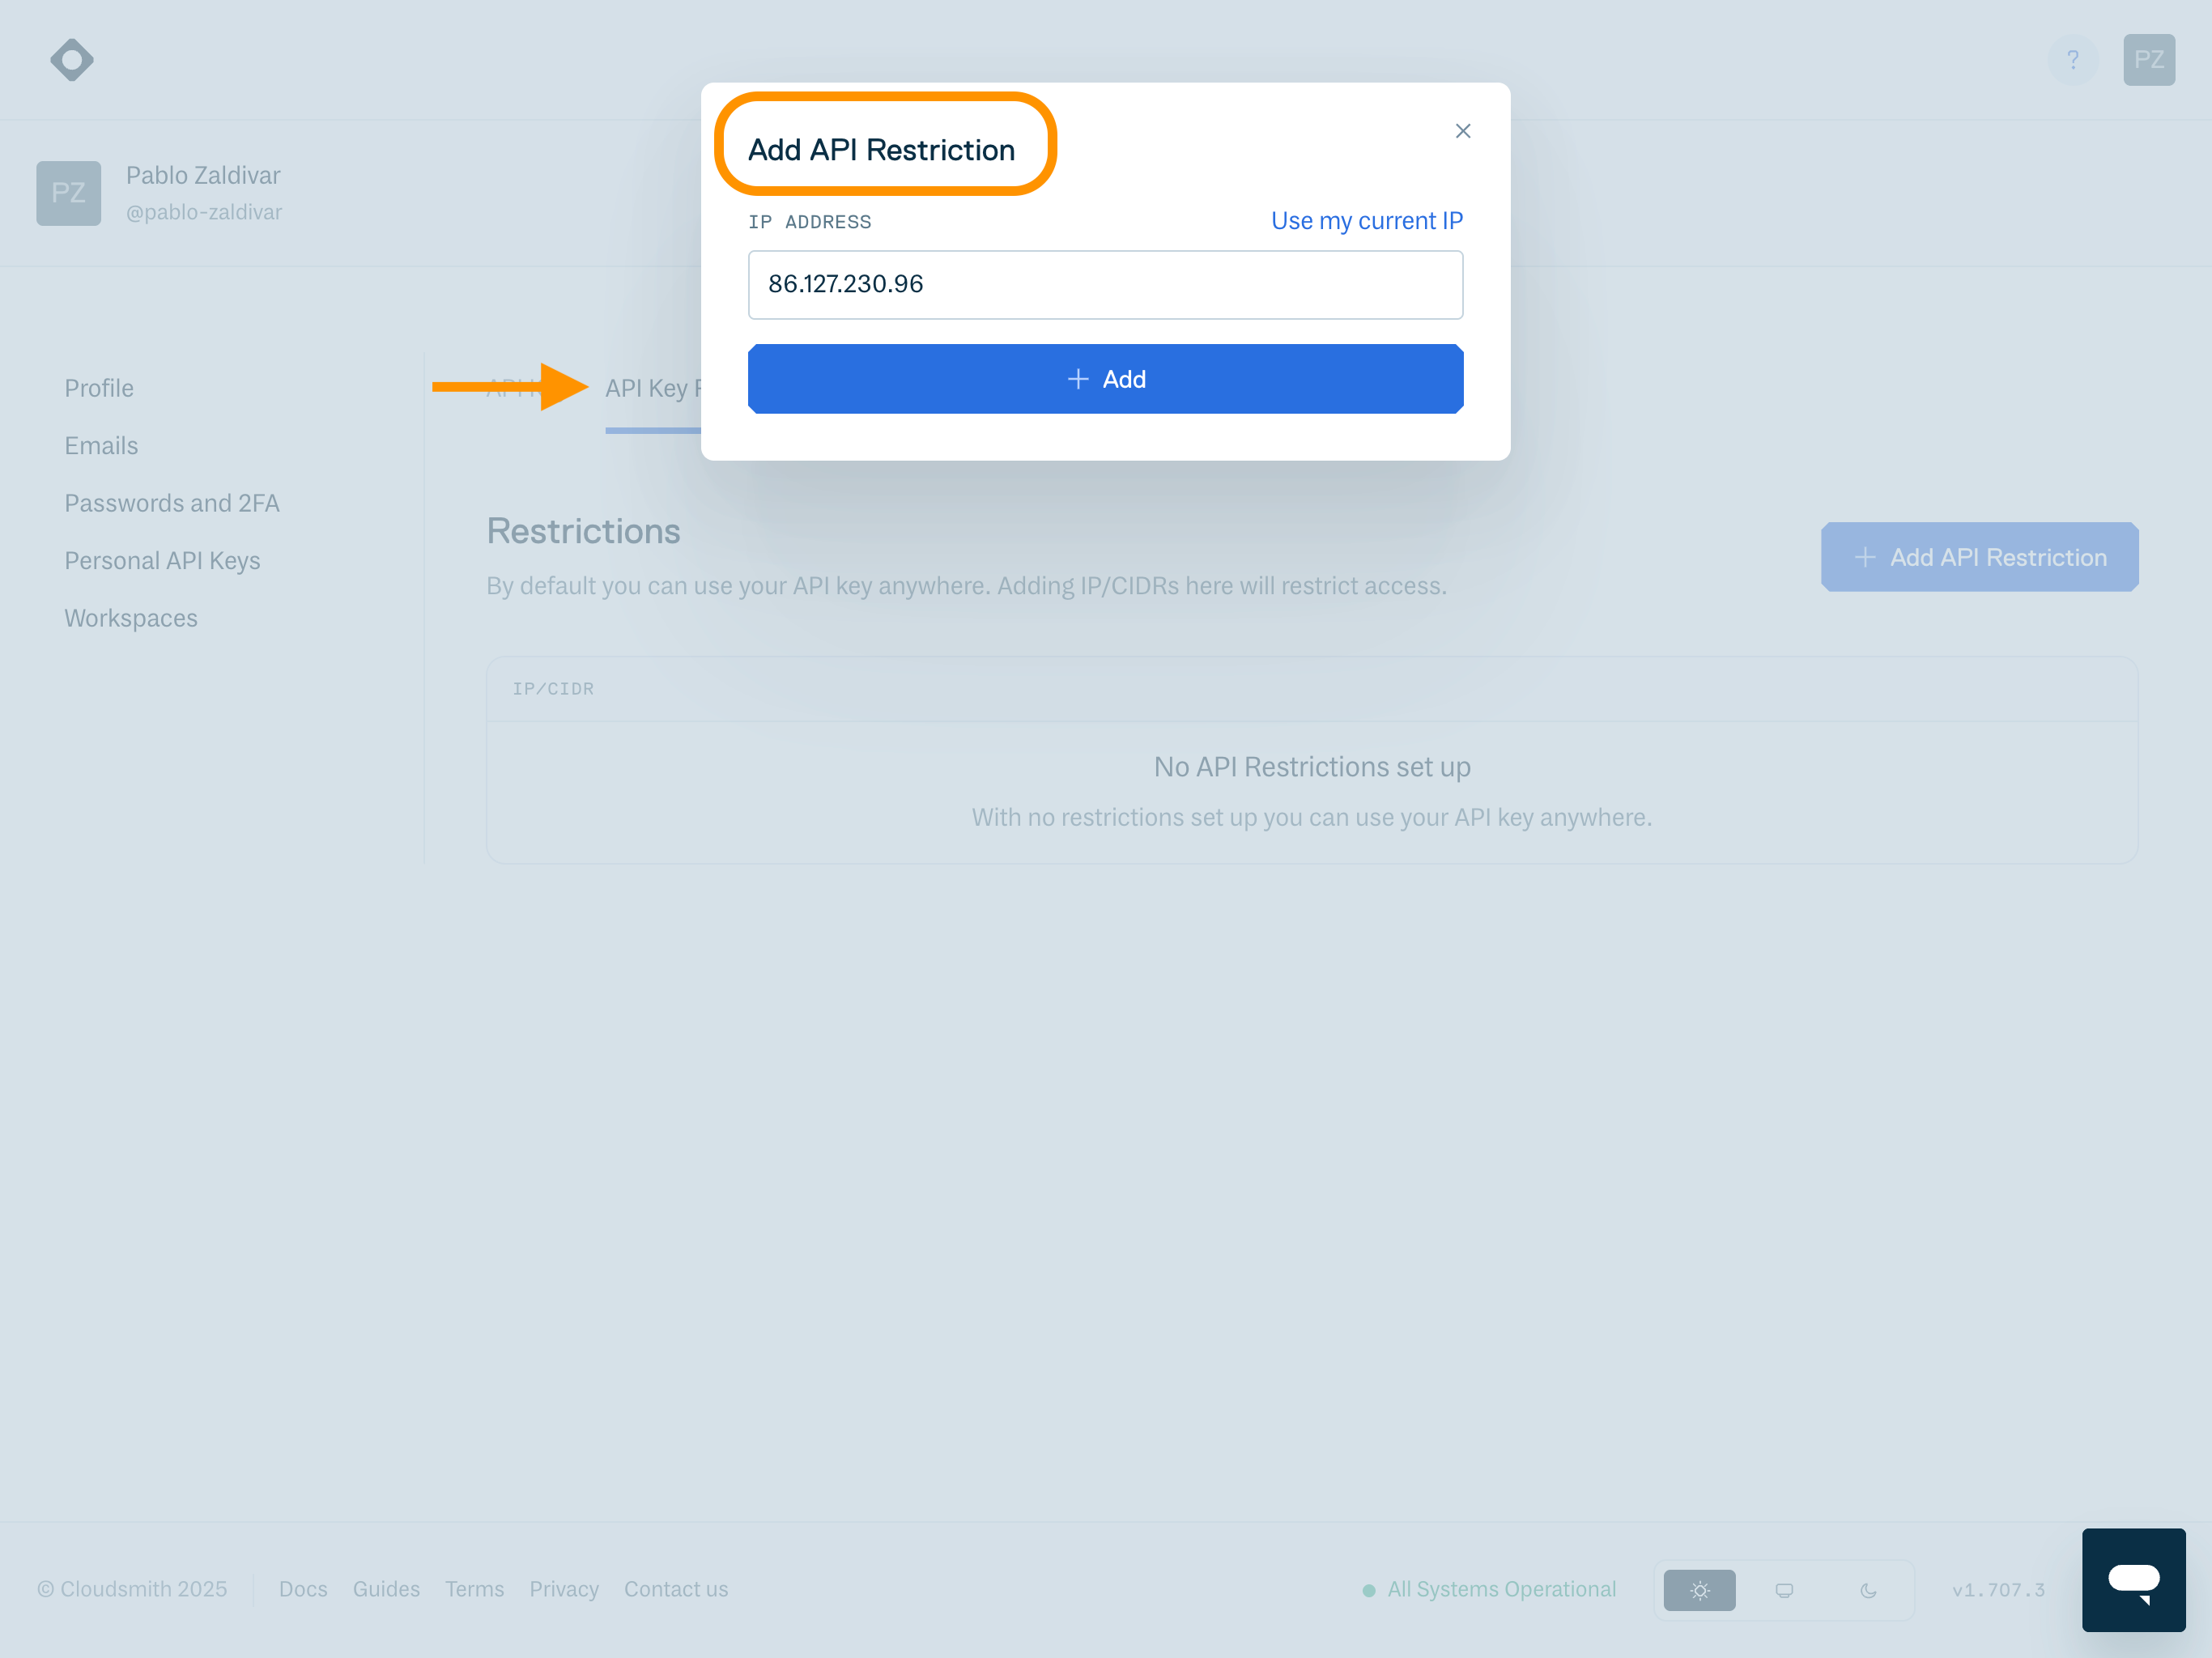 ?
PZ
Add API Restriction
PZ
Pablo Zaldivar
@pablo-zaldivar
IP ADDRESS
Use my current IP
86.127.230.96
Add
Profile
API Key
Emails
Passwords and 2FA
Personal API Keys
Workspaces
Restrictions
By default you can use your API key anywhere. Adding IP/CIDRs here will restrict access.
Add API Restriction
IP/CIDR
No API Restrictions set up
With no restrictions set up you can use your API key anywhere.
© Cloudsmith 2025
Docs
Guides
Terms
Privacy
Contact us
All Systems Operational
v1.707.3